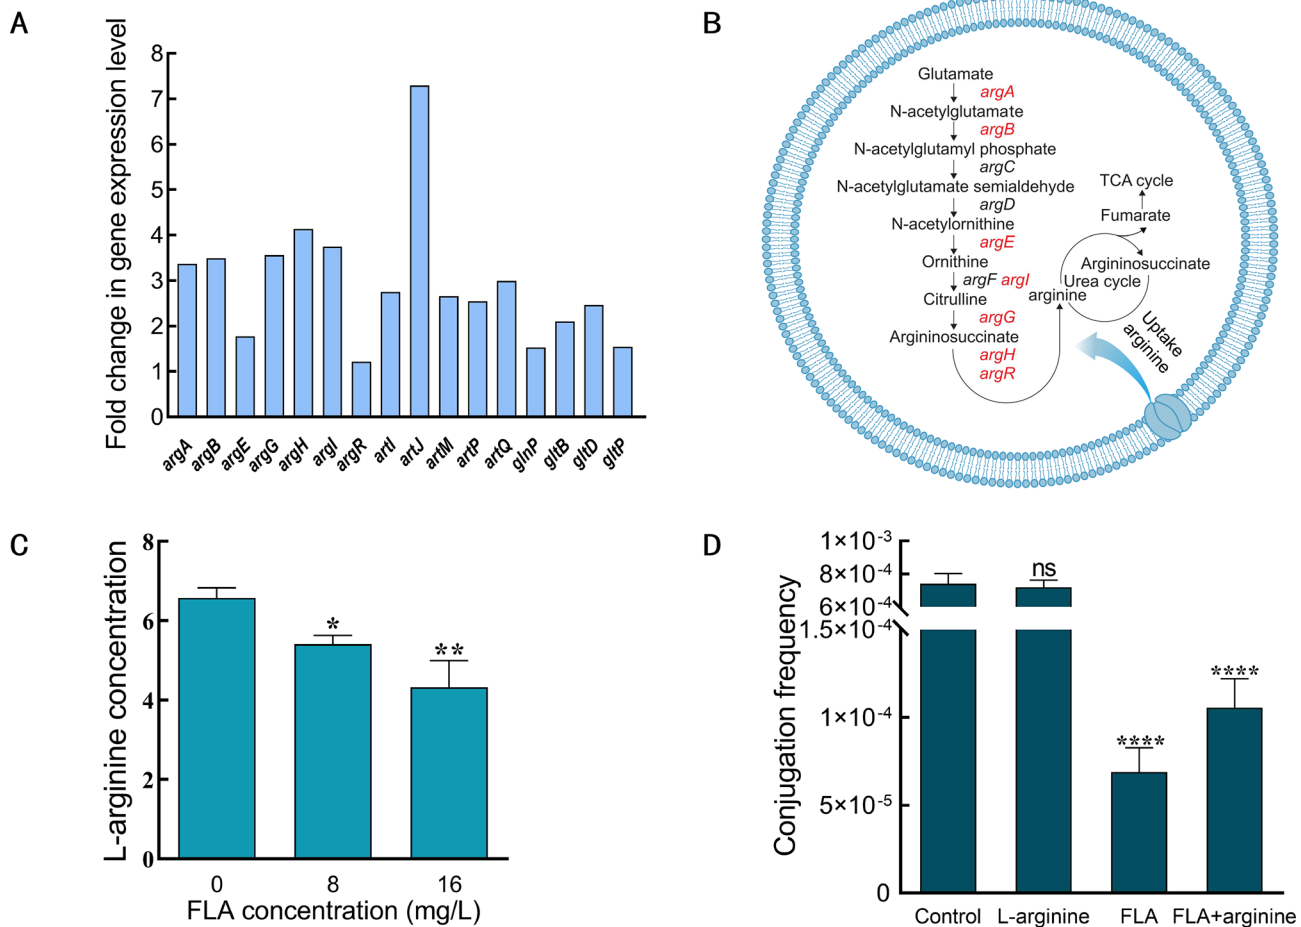 A
Fold change in gene expression level
8
7
6
5
4
3
2
1
0
argA
argB
argE
argG
argH
argI
argR
artI
artJ
artM
artP
artQ
glnP
gltB
gltD
gltP
B
Glutamate
argA
N-acetylglutamate
argB
N-acetylglutamyl phosphate
argC
N-acetylglutamate semialdehyde
argD
N-acetylornithine
argE
Ornithine
argF argI
Citrulline
argG
Argininosuccinate
argH
argR
TCA cycle
Fumarate
Argininosuccinate
Urea cycle
arginine
Uptake
arginine
C
L-arginine concentration
8
6
4
2
0
*
**
0
8
16
FLA concentration (mg/L)
D
Conjugation frequency
1×10-3
8×10-4
6×10-4
1.5×10-4
1×10-4
5×10-5
0
ns
****
****
Control
L-arginine
FLA
FLA+arginine